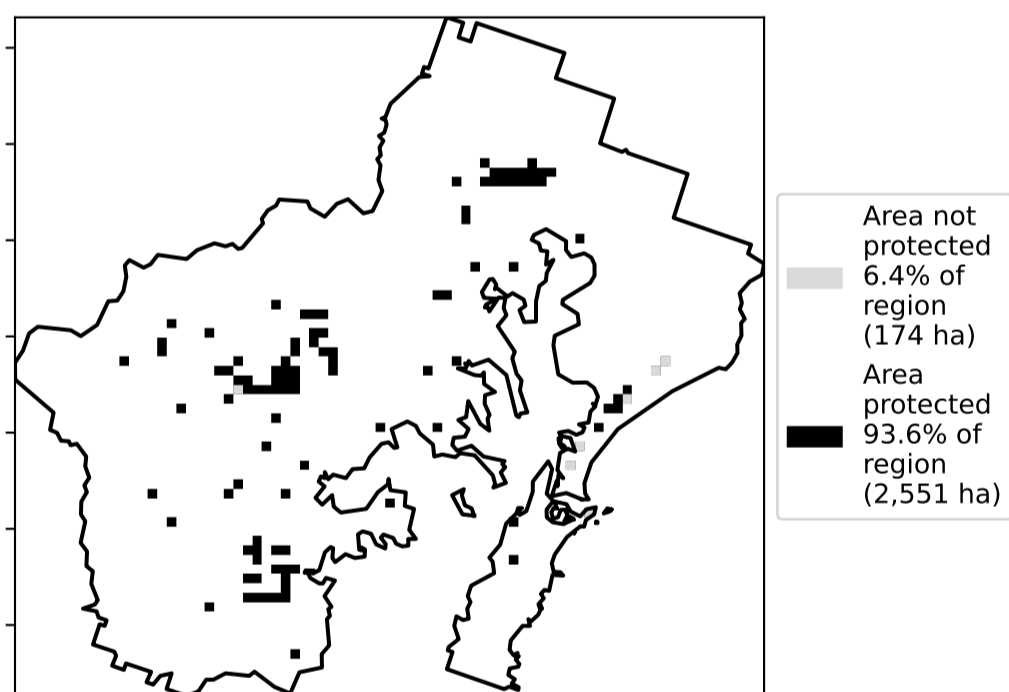 Area not
protected
6.4% of
region
(174 ha)
Area
protected
93.6% of
region
(2,551 ha)